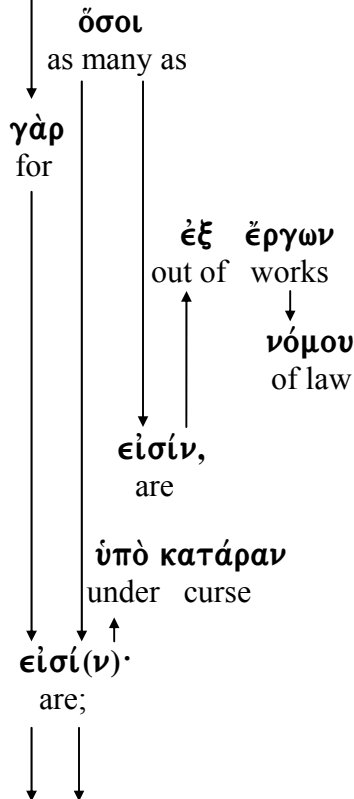 ὅσοι
as many as
γὰρ
for
ἐξ ἔργων
out of works
νόμου
of law
εἰσίν,
are
ὑπὸ κατάραν
under curse
εἰσί(ν)·
are;